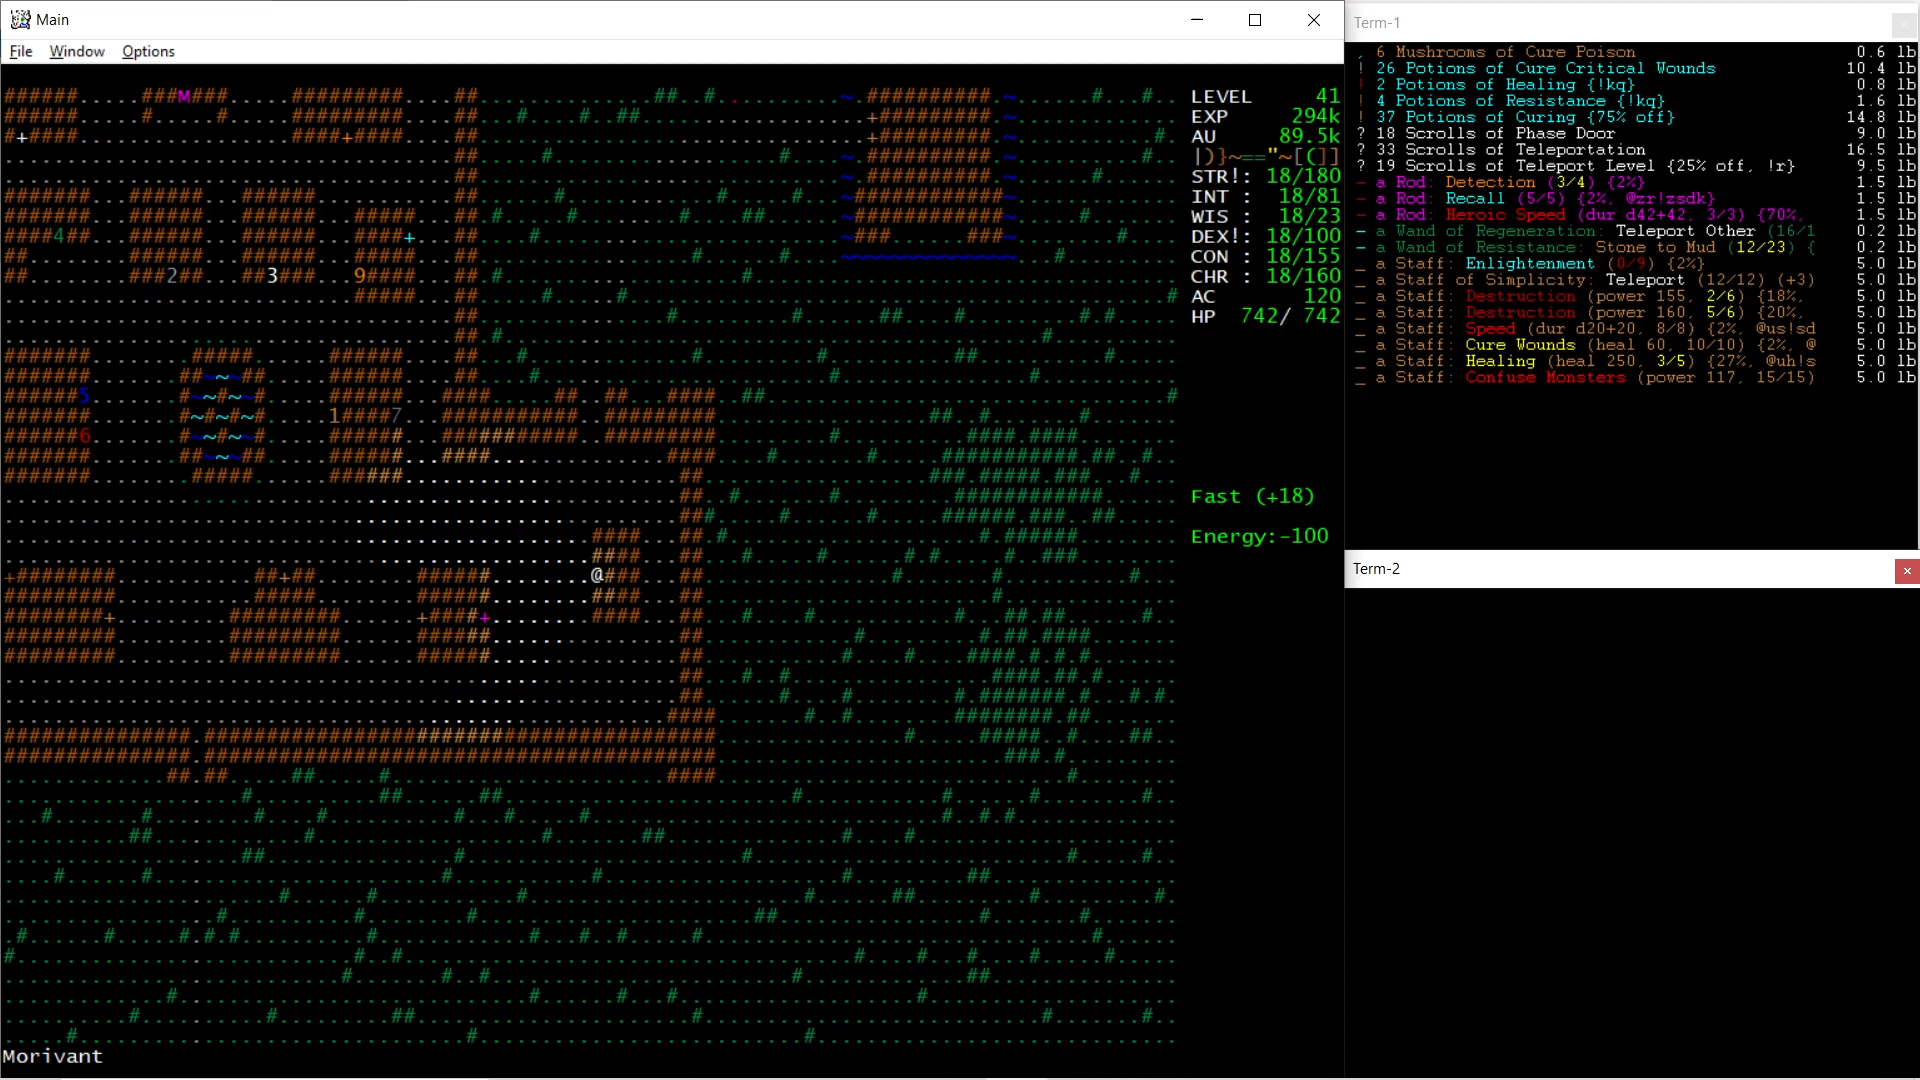 Main
File Window Options
LEVEL 41
EXP 294k
AU 89.5k
|)}~=="~[(]]
STR!: 18/180
INT : 18/81
WIS : 18/23
DEX!: 18/100
CON : 18/155
CHR : 18/160
AC 120
HP 742/ 742
Fast (+18)
Energy:-100
Morivant
Term-1
, 6 Mushrooms of Cure Poison 0.6 lb
! 26 Potions of Cure Critical Wounds 10.4 lb
! 2 Potions of Healing {!kq} 0.8 lb
! 4 Potions of Resistance {!kq} 1.6 lb
! 37 Potions of Curing {75% off} 14.8 lb
? 18 Scrolls of Phase Door 9.0 lb
? 33 Scrolls of Teleportation 16.5 lb
? 19 Scrolls of Teleport Level {25% off, !r} 9.5 lb
- a Rod: Detection (3/4) {2%} 1.5 lb
- a Rod: Recall (5/5) {2%, @zr!zsdk} 1.5 lb
- a Rod: Heroic Speed (dur d42+42, 3/3) {70%, 1.5 lb
- a Wand of Regeneration: Teleport Other (16/1 0.2 lb
- a Wand of Resistance: Stone to Mud (12/23) { 0.2 lb
_ a Staff: Enlightenment (0/9) {2%} 5.0 lb
_ a Staff of Simplicity: Teleport (12/12) (+3) 5.0 lb
_ a Staff: Destruction (power 155, 2/6) {18%, 5.0 lb
_ a Staff: Destruction (power 160, 5/6) {20%, 5.0 lb
_ a Staff: Speed (dur d20+20, 8/8) {2%, @us!sd 5.0 lb
_ a Staff: Cure Wounds (heal 60, 10/10) {2%, @ 5.0 lb
_ a Staff: Healing (heal 250, 3/5) {27%, @uh!s 5.0 lb
_ a Staff: Confuse Monsters (power 117, 15/15) 5.0 lb
Term-2